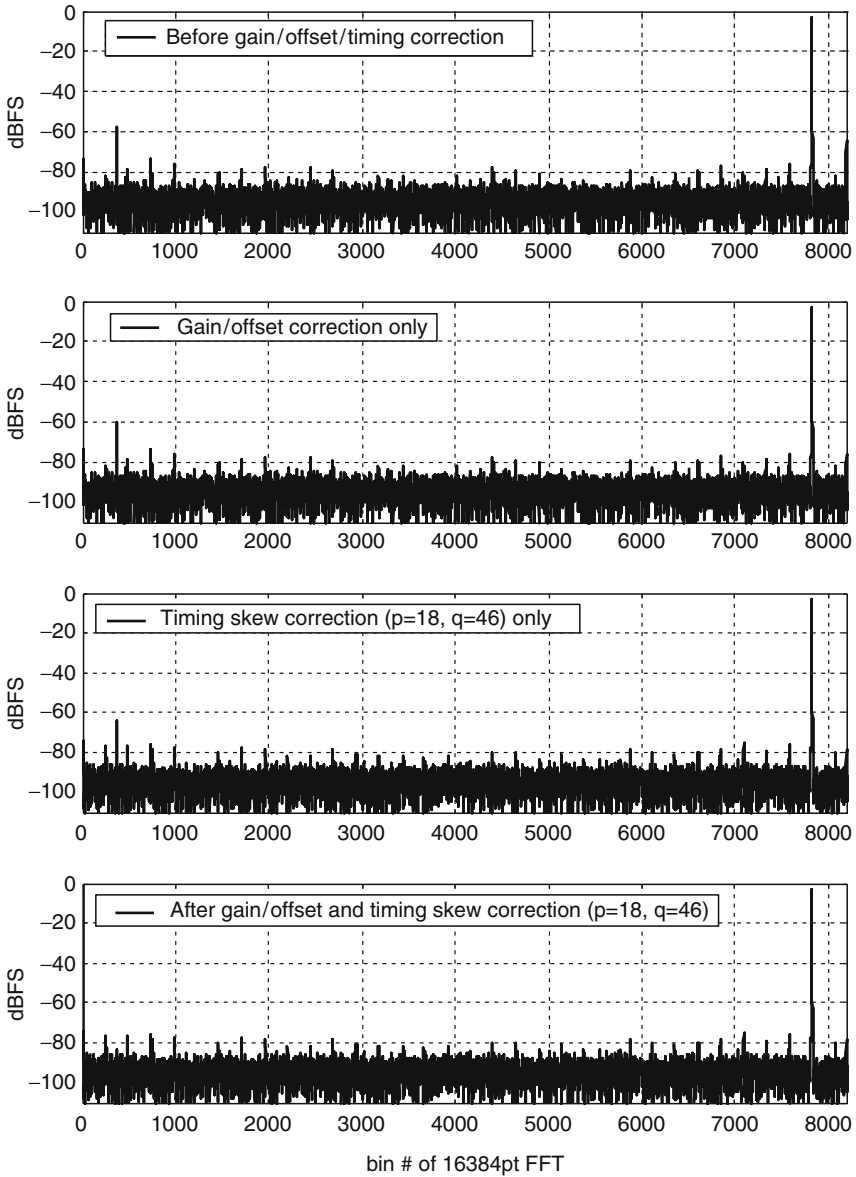 0
Before gain/offset/timing correction
−20
−40
−60
−80
−100
dBFS
0 1000 2000 3000 4000 5000 6000 7000 8000
0
Gain/offset correction only
−20
−40
−60
−80
−100
dBFS
0 1000 2000 3000 4000 5000 6000 7000 8000
0
Timing skew correction (p=18, q=46) only
−20
−40
−60
−80
−100
dBFS
0 1000 2000 3000 4000 5000 6000 7000 8000
0
After gain/offset and timing skew correction (p=18, q=46)
−20
−40
−60
−80
−100
dBFS
0 1000 2000 3000 4000 5000 6000 7000 8000
bin # of 16384pt FFT